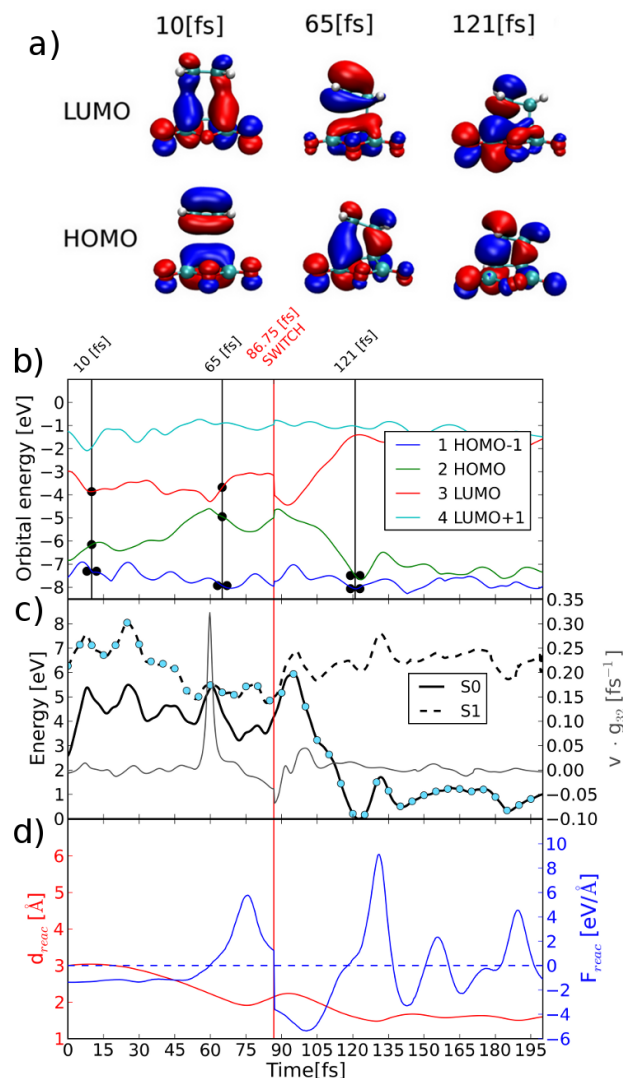 a)
10[fs] 65[fs] 121[fs]
LUMO
HOMO
b)
10 [fs] 65 [fs] 86.75 [fs] SWITCH 121 [fs]
Orbital energy [eV]
0
−1
−2
−3
−4
−5
−6
−7
−8
1 HOMO-1
2 HOMO
3 LUMO
4 LUMO+1
c)
Energy [eV]
8
7
6
5
4
3
2
1
0
S0
S1
0.35
0.30
0.25
0.20
0.15
0.10
0.05
0.00
−0.05
−0.10
v · g32 [fs⁻¹]
d)
d_reac [Å]
6
5
4
3
2
1
10
8
6
4
2
0
−2
−4
−6
F_reac [eV/Å]
0 15 30 45 60 75 90 105 120 135 150 165 180 195
Time[fs]